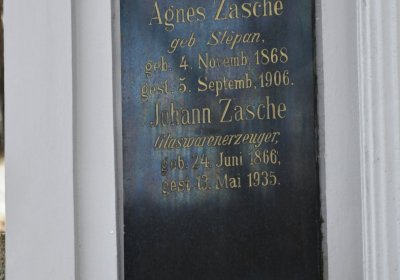 Agnes Zasche
geb Stěpan,
geb. 4. Novemb. 1868
gest. 5. Septemb. 1906.
Johann Zasche
Glaswarenerzeuger,
geb. 24. Juni 1866,
gest. 13. Mai 1935.